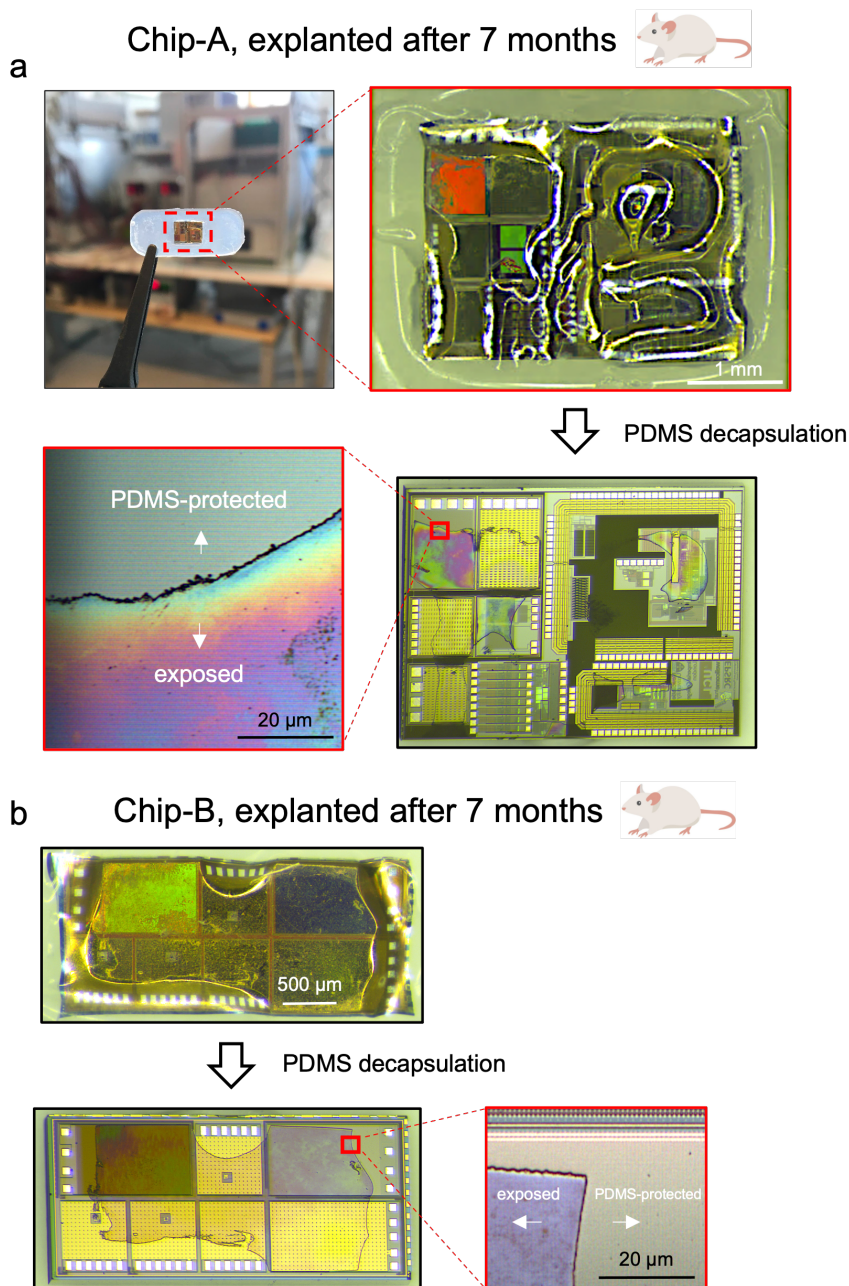 Chip-A, explanted after 7 months
a
1 mm
PDMS decapsulation
PDMS-protected
exposed
20 µm
b
Chip-B, explanted after 7 months
500 µm
PDMS decapsulation
exposed
PDMS-protected
20 µm